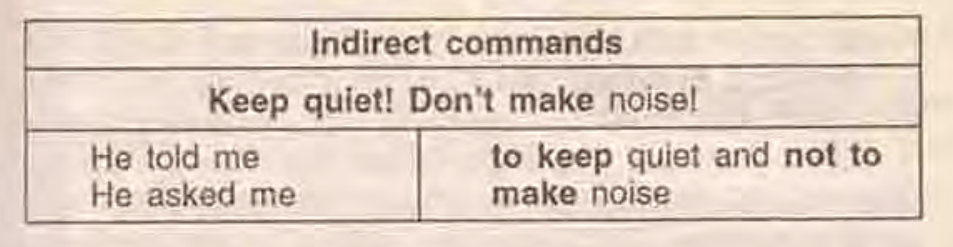 Indirect commands
Keep quiet! Don't make noise!
He told me
He asked me
to keep quiet and not to
make noise